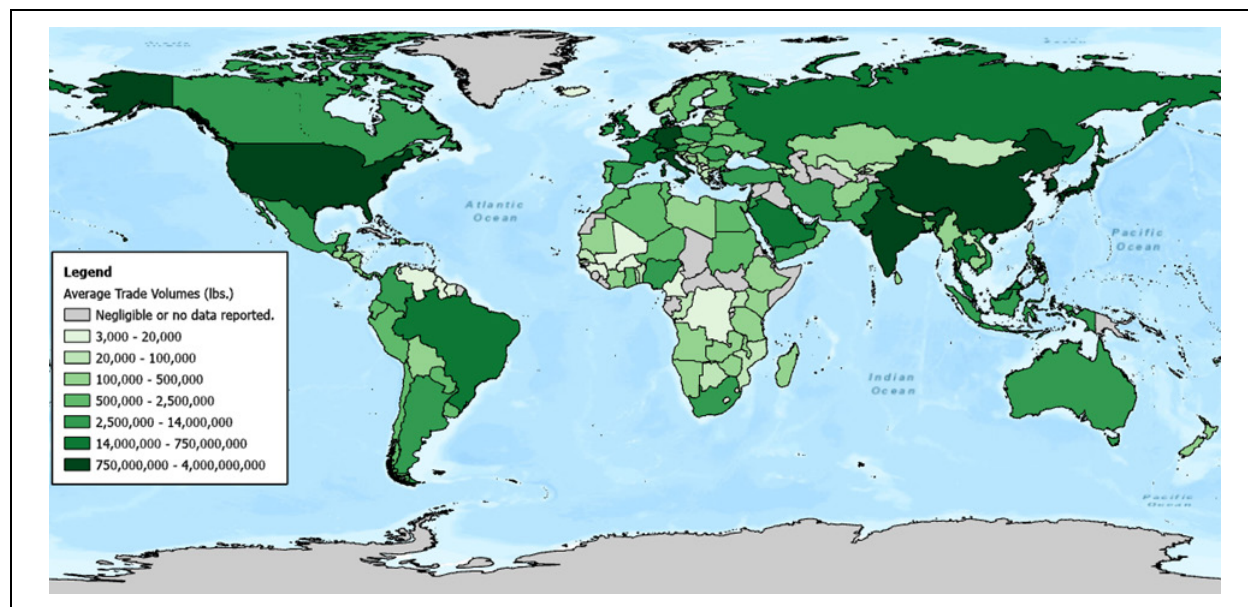 Atlantic
Ocean
Pacific
Ocean
Indian
Ocean
Pacific
Ocean
Legend
Average Trade Volumes (lbs.)
Negligible or no data reported.
3,000 - 20,000
20,000 - 100,000
100,000 - 500,000
500,000 - 2,500,000
2,500,000 - 14,000,000
14,000,000 - 750,000,000
750,000,000 - 4,000,000,000